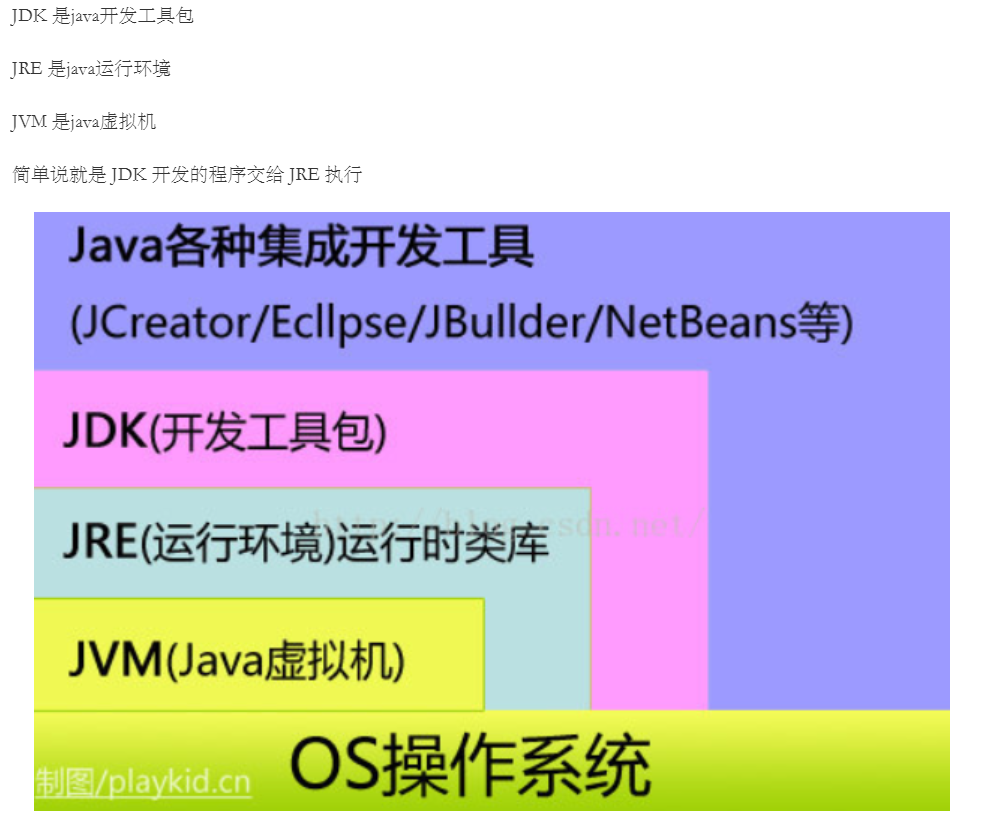 JDK 是java开发工具包
JRE 是java运行环境
JVM 是java虚拟机
简单说就是 JDK 开发的程序交给 JRE 执行
Java各种集成开发工具
(JCreator/Ecllpse/JBullder/NetBeans等)
JDK(开发工具包)
http://blog.csdn.net/
JRE(运行环境)运行时类库
JVM(Java虚拟机)
OS操作系统
制图/playkid.cn